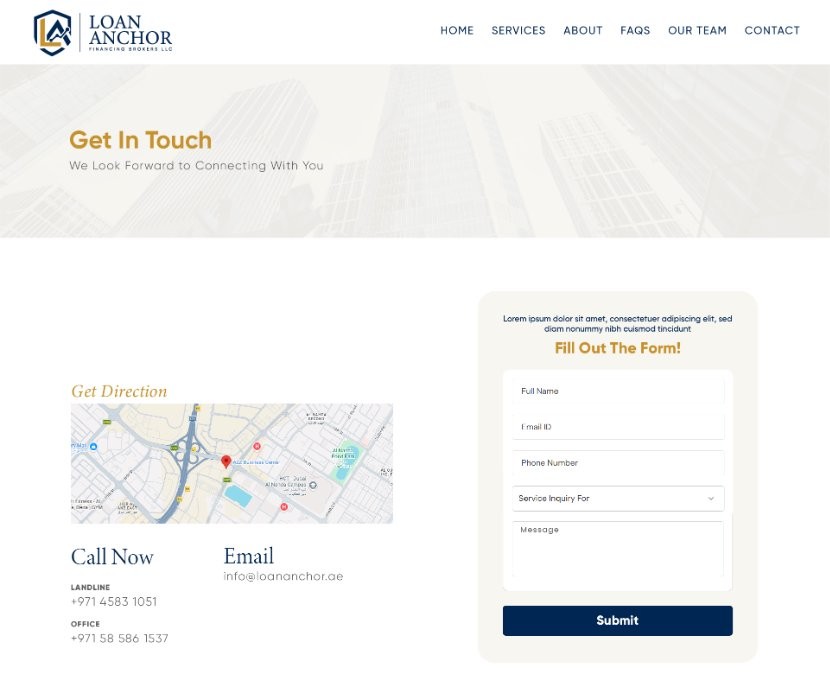 LOAN
ANCHOR
FINANCING BROKERS LLC
HOME SERVICES ABOUT FAQS OUR TEAM CONTACT
Get In Touch
We Look Forward to Connecting With You
Lorem ipsum dolor sit amet, consectetuer adipiscing elit, sed
diam nonummy nibh euismod tincidunt
Fill Out The Form!
Full Name
Email ID
Phone Number
Service Inquiry For
Message
Submit
Get Direction
Call Now
LANDLINE
+971 4583 1051
OFFICE
+971 58 586 1537
Email
info@loananchor.ae